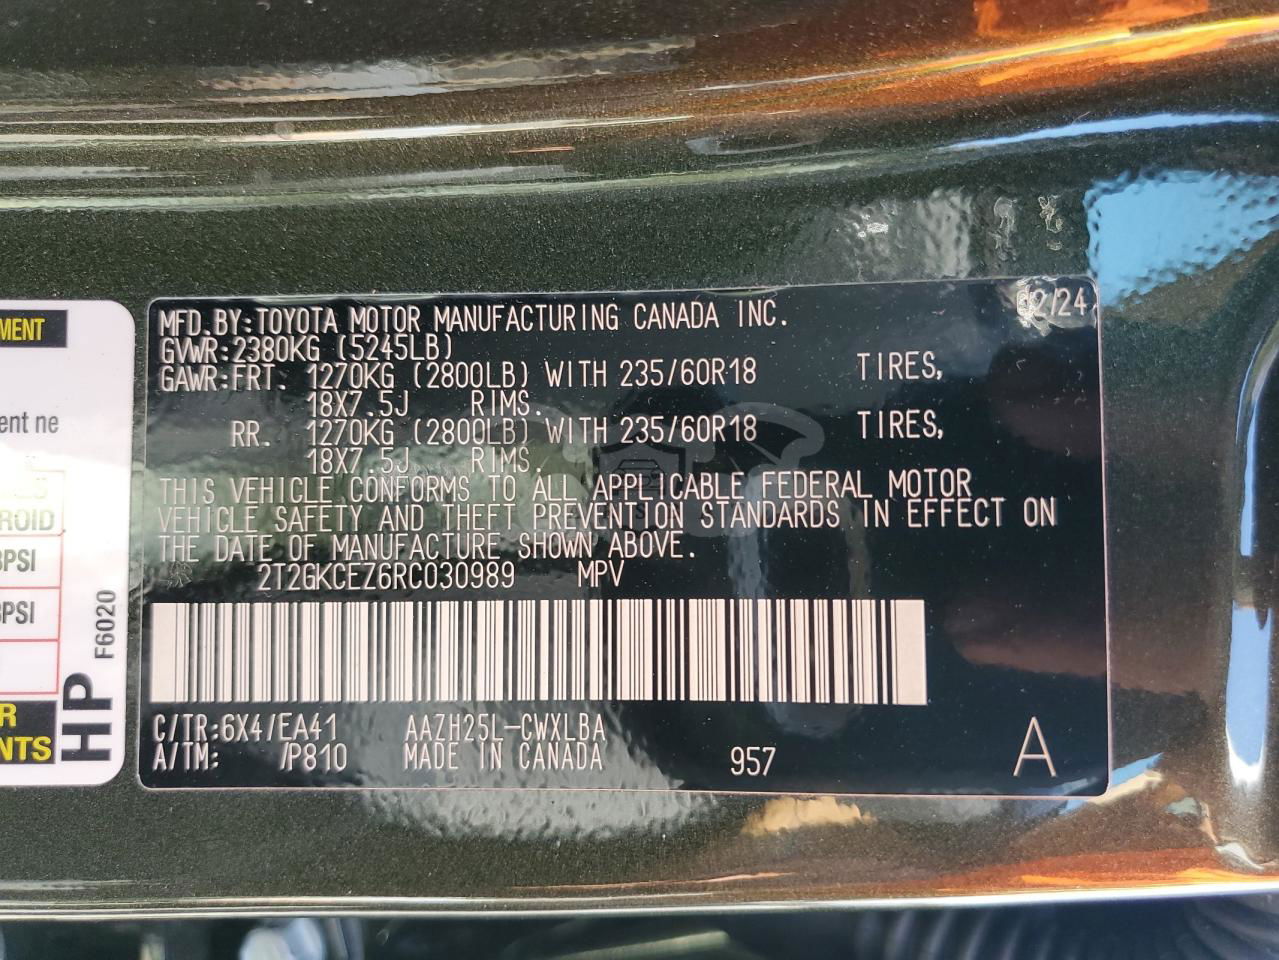 MFD.BY:TOYOTA MOTOR MANUFACTURING CANADA INC. 02/24
GVWR:2380KG (5245LB)
GAWR:FRT. 1270KG (2800LB) WITH 235/60R18 TIRES,
18X7.5J RIMS.
RR. 1270KG (2800LB) WITH 235/60R18 TIRES,
18X7.5J RIMS.
THIS VEHICLE CONFORMS TO ALL APPLICABLE FEDERAL MOTOR
VEHICLE SAFETY AND THEFT PREVENTION STANDARDS IN EFFECT ON
THE DATE OF MANUFACTURE SHOWN ABOVE.
2T2GKCEZ6RC030989 MPV
C/TR:6X4/EA41 AAZH25L-CWXLBA
A/TM: /P810 MADE IN CANADA 957 A
MENT
ent ne
ROID
PSI
PSI
R
NTS
HP
F6020